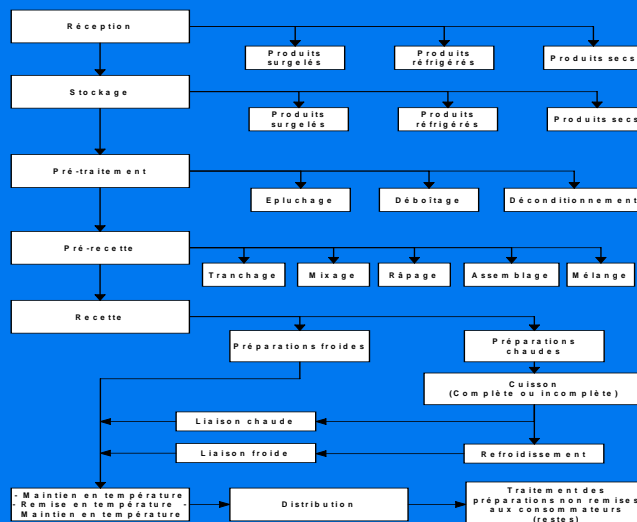 Réception
Produits
surgelés
Produits
réfrigérés
Produits secs
Stockage
Produits
surgelés
Produits
réfrigérés
Produits secs
Pré-traitement
Epluchage
Déboîtage
Déconditionnement
Pré-recette
Tranchage
Mixage
Râpage
Assemblage
Mélange
Recette
Préparations froides
Préparations
chaudes
Cuisson
(Complète ou incomplète)
Liaison chaude
Liaison froide
Refroidissement
- Maintien en température
- Remise en température -
Maintien en température
Distribution
Traitement des
préparations non remises
aux consommateurs
(restes)